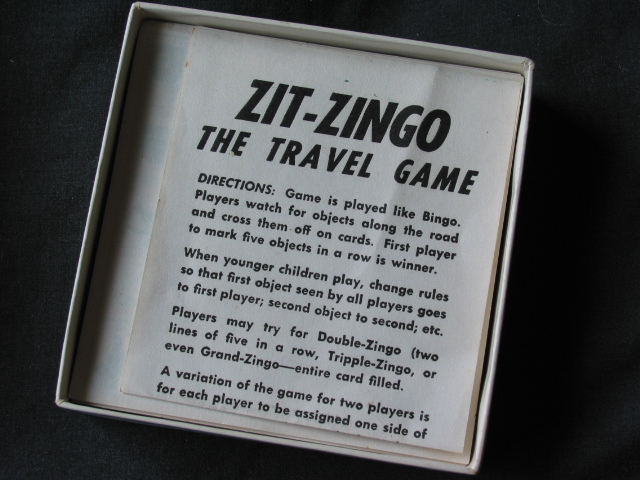 ZIT-ZINGO
THE TRAVEL GAME
DIRECTIONS: Game is played like Bingo.
Players watch for objects along the road
and cross them off on cards. First player
to mark five objects in a row is winner.
When younger children play, change rules
so that first object seen by all players goes
to first player; second object to second; etc.
Players may try for Double-Zingo (two
lines of five in a row, Tripple-Zingo, or
even Grand-Zingo—entire card filled.
A variation of the game for two players is
for each player to be assigned one side of